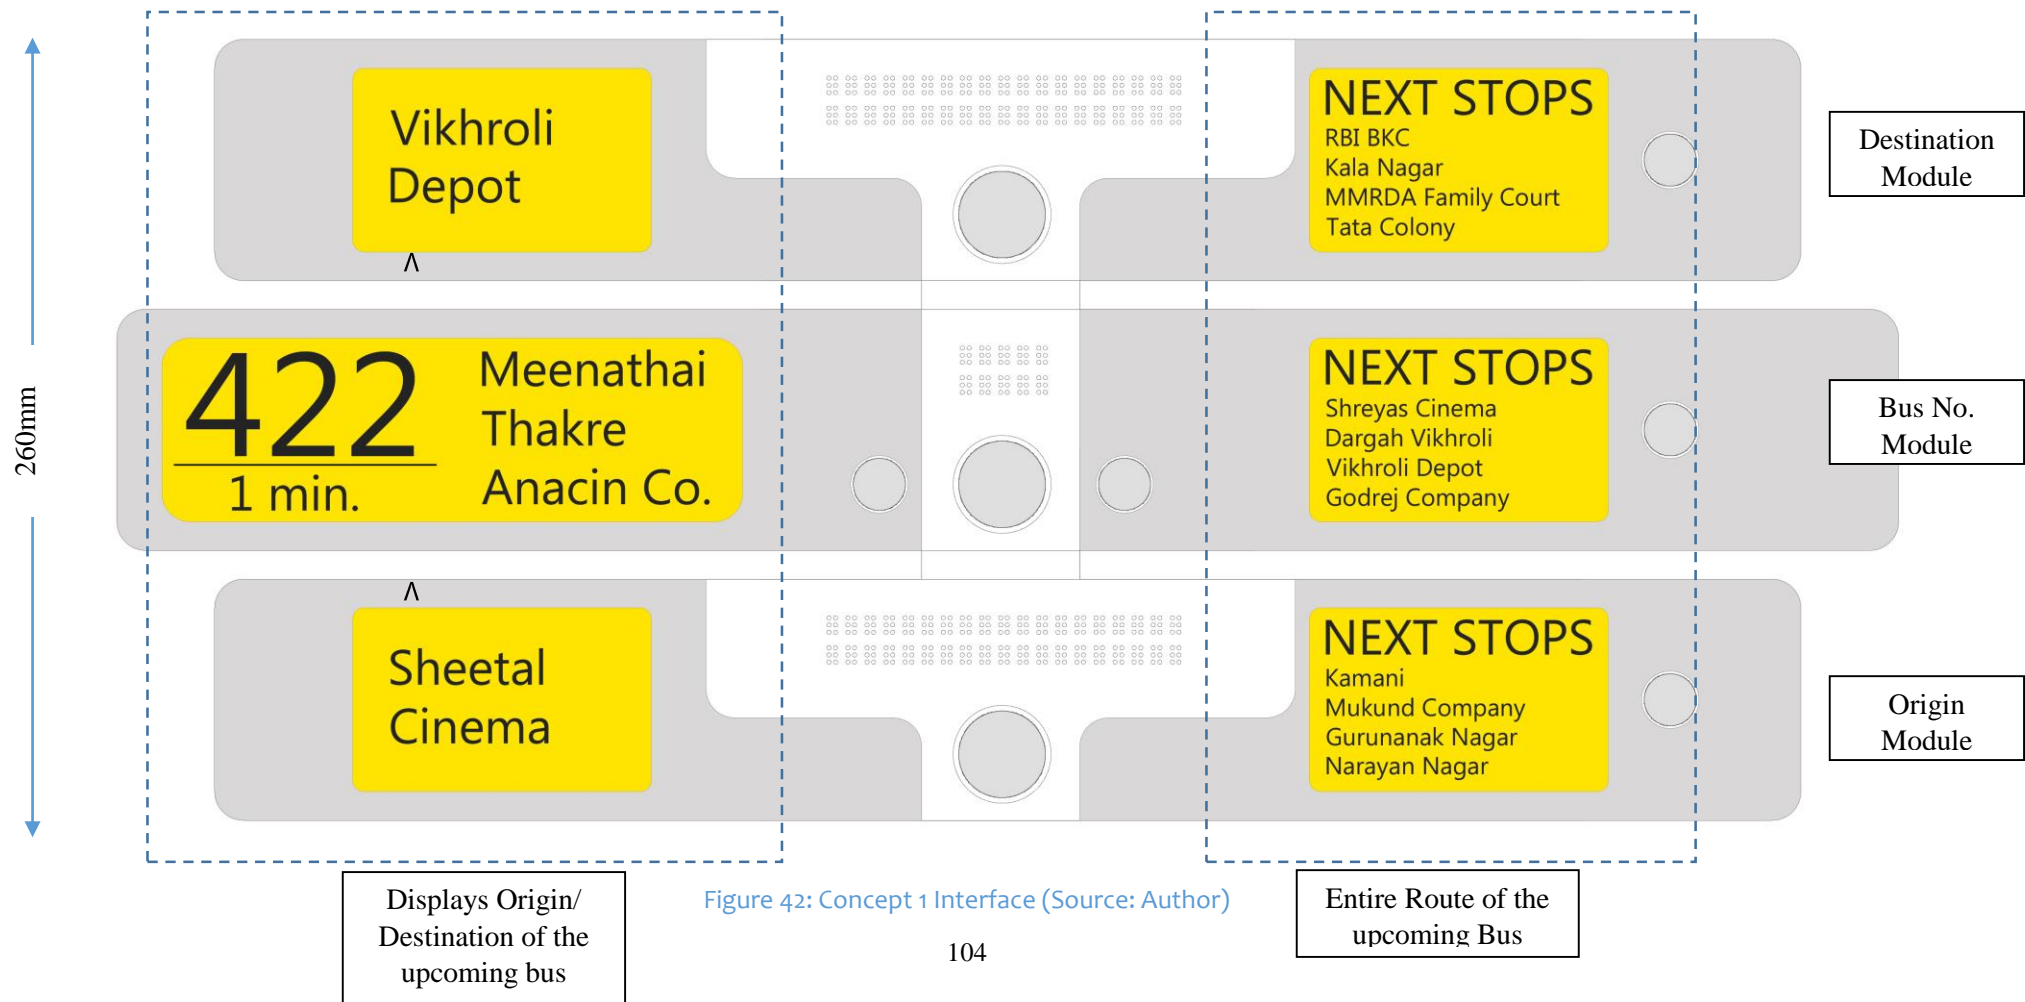 260mm
Vikhroli
Depot
^
NEXT STOPS
RBI BKC
Kala Nagar
MMRDA Family Court
Tata Colony
Destination
Module
422
1 min.
Meenathai
Thakre
Anacin Co.
NEXT STOPS
Shreyas Cinema
Dargah Vikhroli
Vikhroli Depot
Godrej Company
Bus No.
Module
^
Sheetal
Cinema
NEXT STOPS
Kamani
Mukund Company
Gurunanak Nagar
Narayan Nagar
Origin
Module
Displays Origin/
Destination of the
upcoming bus
Figure 42: Concept 1 Interface (Source: Author)
104
Entire Route of the
upcoming Bus